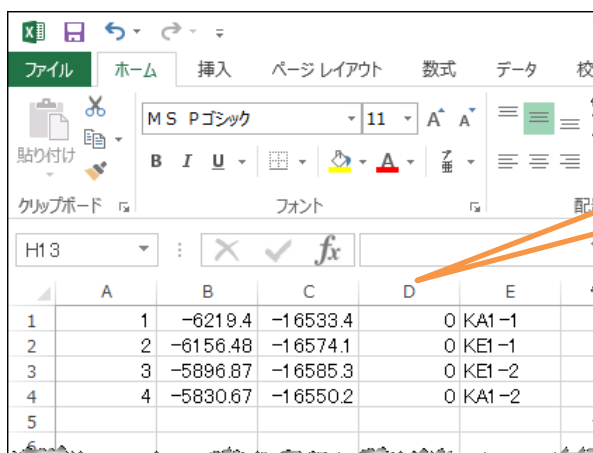 ファイル ホーム 挿入 ページ レイアウト 数式 データ 校
MS Pゴシック 11 A A
貼り付け B I U A ア亜
クリップボード フォント 配
H13 fx
A B C D E
1 1 -6219.4 -16533.4 0 KA1-1
2 2 -6156.48 -16574.1 0 KE1-1
3 3 -5896.87 -16585.3 0 KE1-2
4 4 -5830.67 -16550.2 0 KA1-2
5